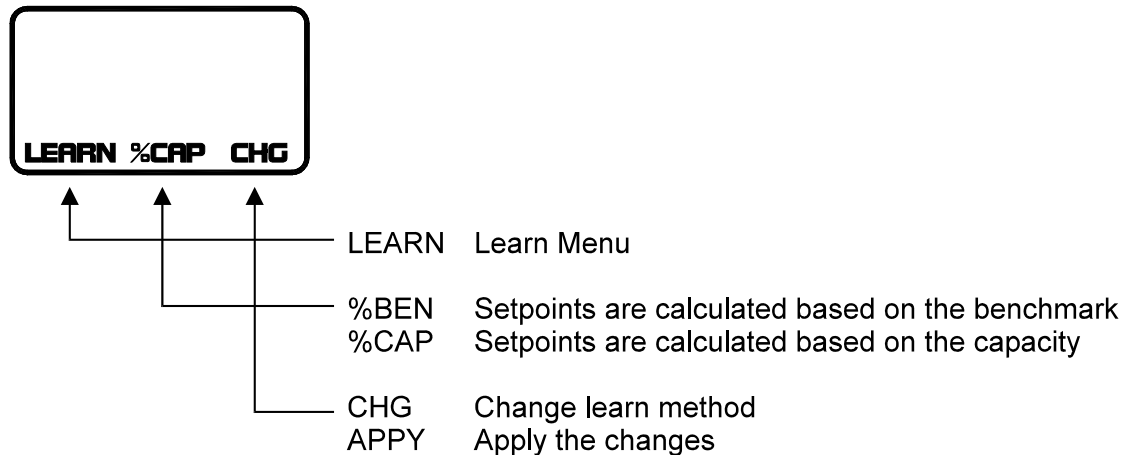 LEARN %CAP CHG
LEARN Learn Menu
%BEN Setpoints are calculated based on the benchmark
%CAP Setpoints are calculated based on the capacity
CHG Change learn method
APPY Apply the changes